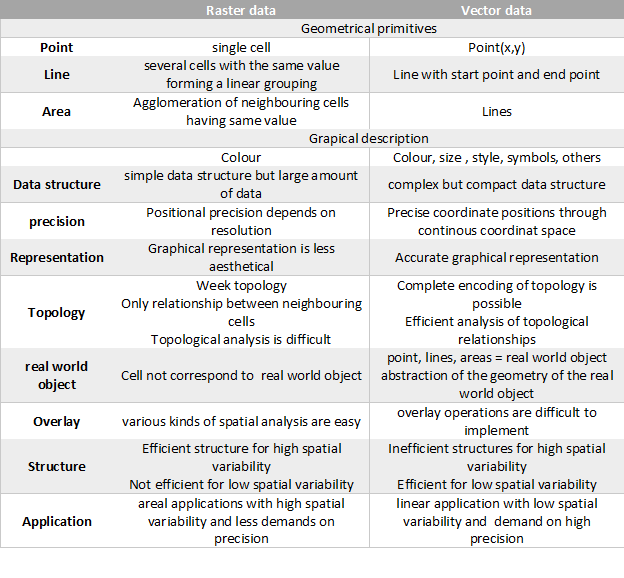 Raster data Vector data
Geometrical primitives
Point single cell Point(x,y)
Line several cells with the same value forming a linear grouping Line with start point and end point
Area Agglomeration of neighbouring cells having same value Lines
Grapical description
Colour Colour, size , style, symbols, others
Data structure simple data structure but large amount of data complex but compact data structure
precision Positional precision depends on resolution Precise coordinate positions through continous coordinat space
Representation Graphical representation is less aesthetical Accurate graphical representation
Topology Week topology Only relationship between neighbouring cells Topological analysis is difficult Complete encoding of topology is possible Efficient analysis of topological relationships
real world object Cell not correspond to real world object point, lines, areas = real world object abstraction of the geometry of the real world object
Overlay various kinds of spatial analysis are easy overlay operations are difficult to implement
Structure Efficient structure for high spatial variability Not efficient for low spatial variability Inefficient structures for high spatial variability Efficient for low spatial variability
Application areal applications with high spatial variability and less demands on precision linear application with low spatial variability and demand on high precision